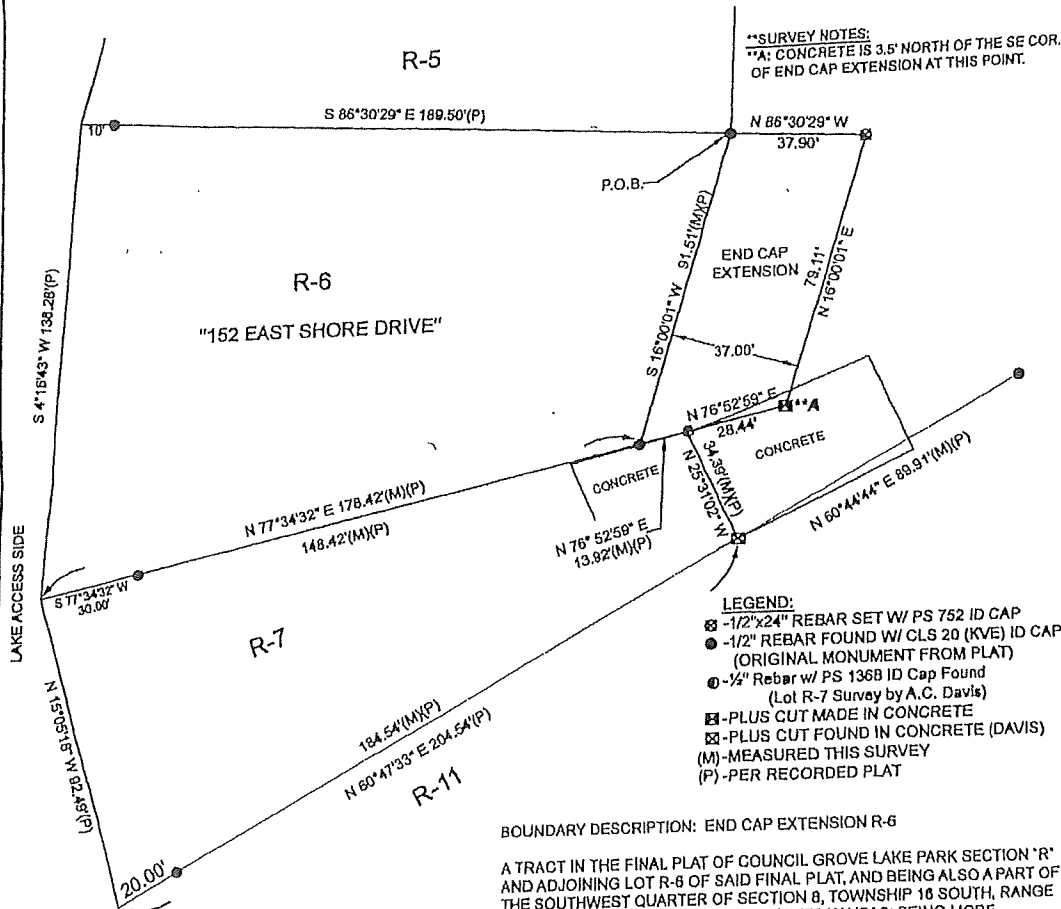 **SURVEY NOTES:
**A: CONCRETE IS 3.5' NORTH OF THE SE COR.
OF END CAP EXTENSION AT THIS POINT.
R-5
S 86°30'29" E 189.50'(P)
10'
N 86°30'29" W
37.90'
P.O.B.
S 4°16'43" W 138.28'(P)
R-6
"152 EAST SHORE DRIVE"
S 16°00'01" W 91.51'(M)(P)
END CAP
EXTENSION
79.11'
N 16°00'01" E
37.00'
N 76°52'59" E
28.44'
**A
CONCRETE
CONCRETE
34.39'(M)(P)
N 25°31'02" W
N 76° 52'59" E
13.92'(M)(P)
N 60°44'44" E 89.91'(M)(P)
N 77°34'32" E 178.42'(M)(P)
148.42'(M)(P)
S 77°34'32" W
30.00'
LAKE ACCESS SIDE
R-7
N 15°05'18" W 92.49'(P)
184.54'(M)(P)
N 60°47'33" E 204.54'(P)
R-11
20.00'
LEGEND:
-1/2"x24" REBAR SET W/ PS 752 ID CAP
-1/2" REBAR FOUND W/ CLS 20 (KVE) ID CAP
(ORIGINAL MONUMENT FROM PLAT)
-½" Rebar w/ PS 1368 ID Cap Found
(Lot R-7 Survey by A.C. Davis)
-PLUS CUT MADE IN CONCRETE
-PLUS CUT FOUND IN CONCRETE (DAVIS)
(M)-MEASURED THIS SURVEY
(P)-PER RECORDED PLAT
BOUNDARY DESCRIPTION: END CAP EXTENSION R-6
A TRACT IN THE FINAL PLAT OF COUNCIL GROVE LAKE PARK SECTION "R"
AND ADJOINING LOT R-6 OF SAID FINAL PLAT, AND BEING ALSO A PART OF
THE SOUTHWEST QUARTER OF SECTION 8, TOWNSHIP 16 SOUTH, RANGE